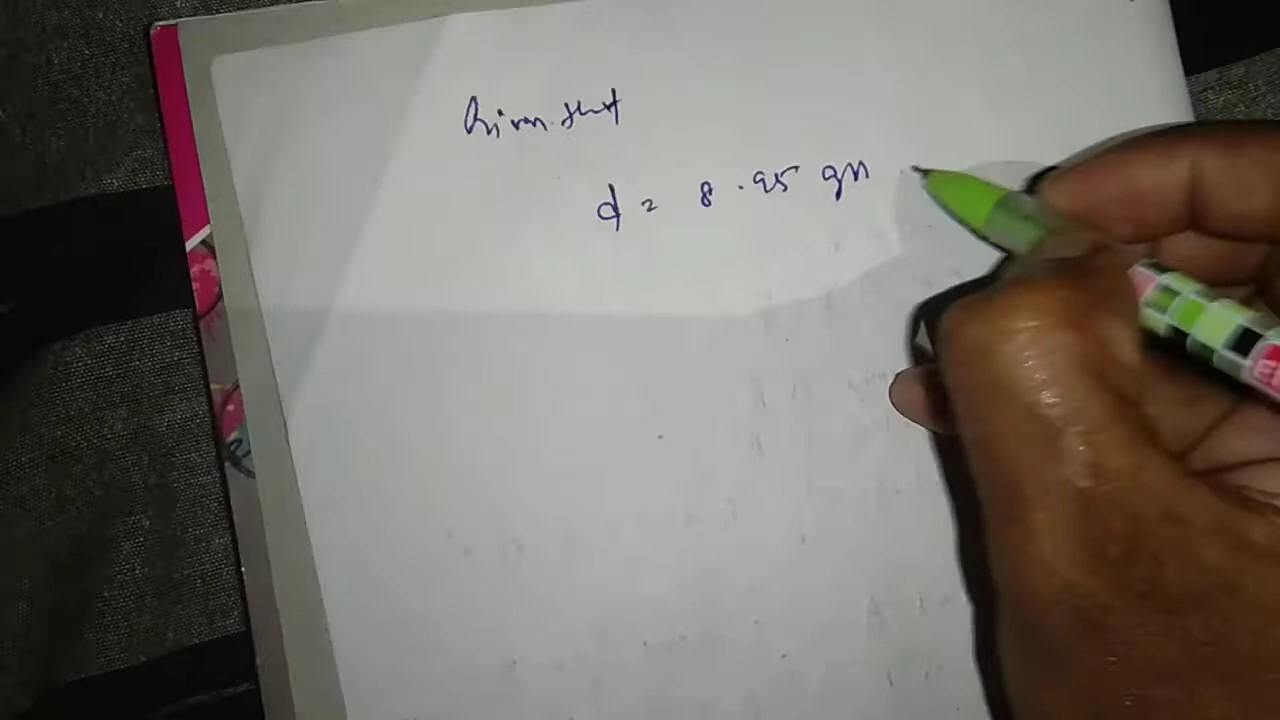 Given that
d = 8.95 gm